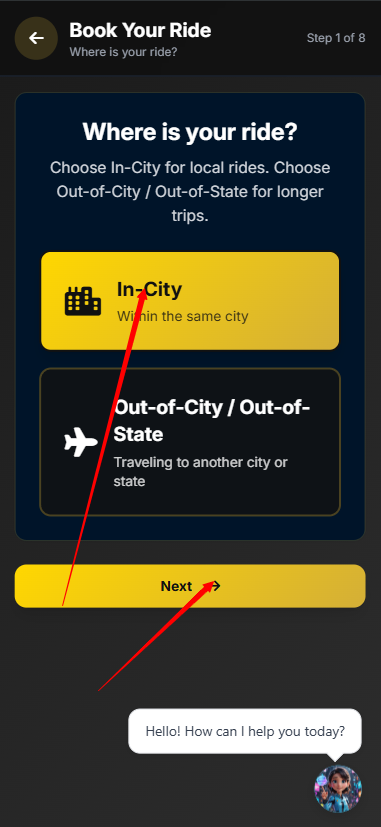 Book Your Ride
Where is your ride?
Step 1 of 8
Where is your ride?
Choose In-City for local rides. Choose
Out-of-City / Out-of-State for longer
trips.
In-City
Within the same city
Out-of-City / Out-of-
State
Traveling to another city or
state
Next →
Hello! How can I help you today?